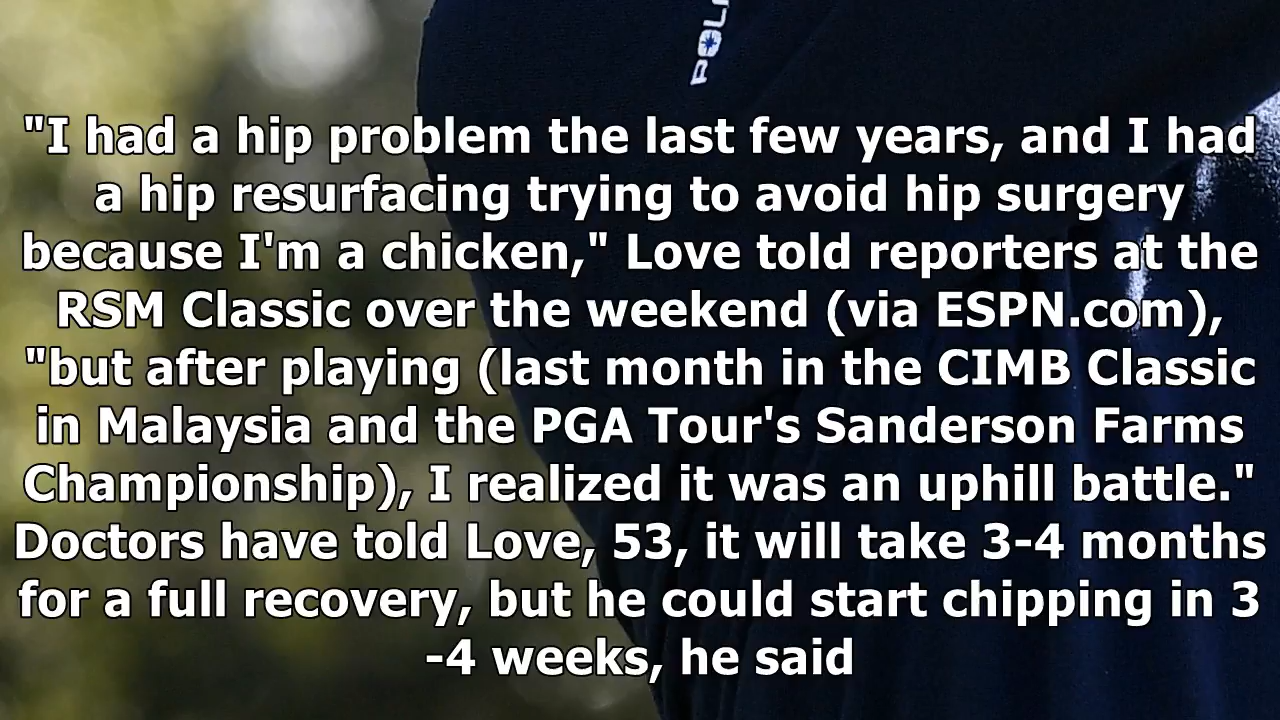 POL
"I had a hip problem the last few years, and I had
a hip resurfacing trying to avoid hip surgery
because I'm a chicken," Love told reporters at the
RSM Classic over the weekend (via ESPN.com),
"but after playing (last month in the CIMB Classic
in Malaysia and the PGA Tour's Sanderson Farms
Championship), I realized it was an uphill battle."
Doctors have told Love, 53, it will take 3-4 months
for a full recovery, but he could start chipping in 3
-4 weeks, he said